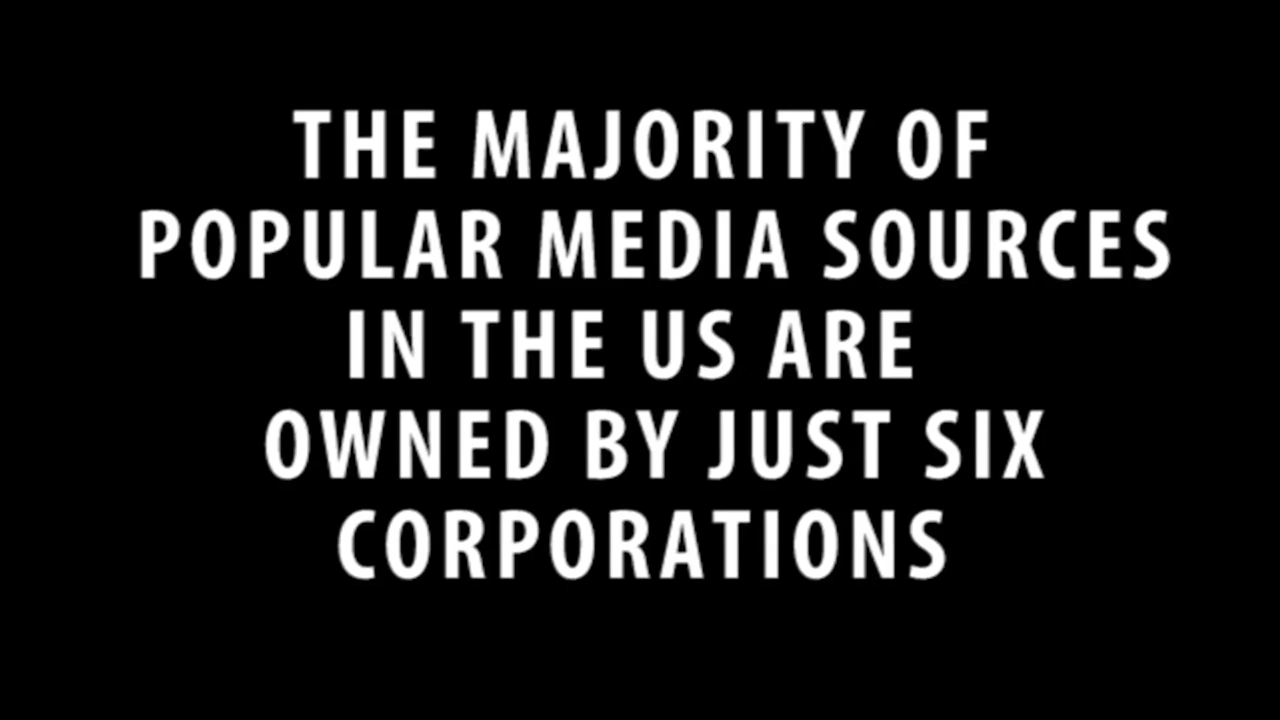 THE MAJORITY OF
POPULAR MEDIA SOURCES
IN THE US ARE
OWNED BY JUST SIX
CORPORATIONS